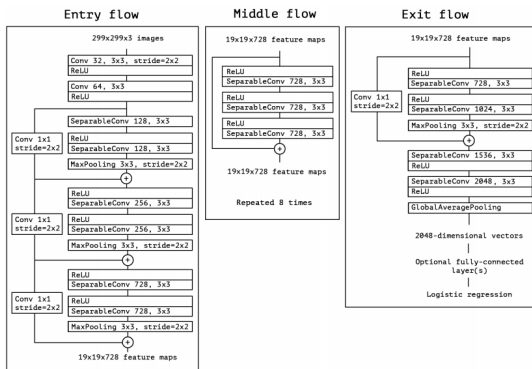 Entry flow
299x299x3 images
Conv 32, 3x3, stride=2x2
ReLU
Conv 64, 3x3
ReLU
SeparableConv 128, 3x3
Conv 1x1
stride=2x2
ReLU
SeparableConv 128, 3x3
MaxPooling 3x3, stride=2x2
+
ReLU
SeparableConv 256, 3x3
Conv 1x1
stride=2x2
ReLU
SeparableConv 256, 3x3
MaxPooling 3x3, stride=2x2
+
ReLU
SeparableConv 728, 3x3
Conv 1x1
stride=2x2
ReLU
SeparableConv 728, 3x3
MaxPooling 3x3, stride=2x2
+
19x19x728 feature maps
Middle flow
19x19x728 feature maps
ReLU
SeparableConv 728, 3x3
ReLU
SeparableConv 728, 3x3
ReLU
SeparableConv 728, 3x3
+
19x19x728 feature maps
Repeated 8 times
Exit flow
19x19x728 feature maps
ReLU
SeparableConv 728, 3x3
Conv 1x1
stride=2x2
ReLU
SeparableConv 1024, 3x3
MaxPooling 3x3, stride=2x2
+
SeparableConv 1536, 3x3
ReLU
SeparableConv 2048, 3x3
ReLU
GlobalAveragePooling
2048-dimensional vectors
Optional fully-connected
layer(s)
Logistic regression